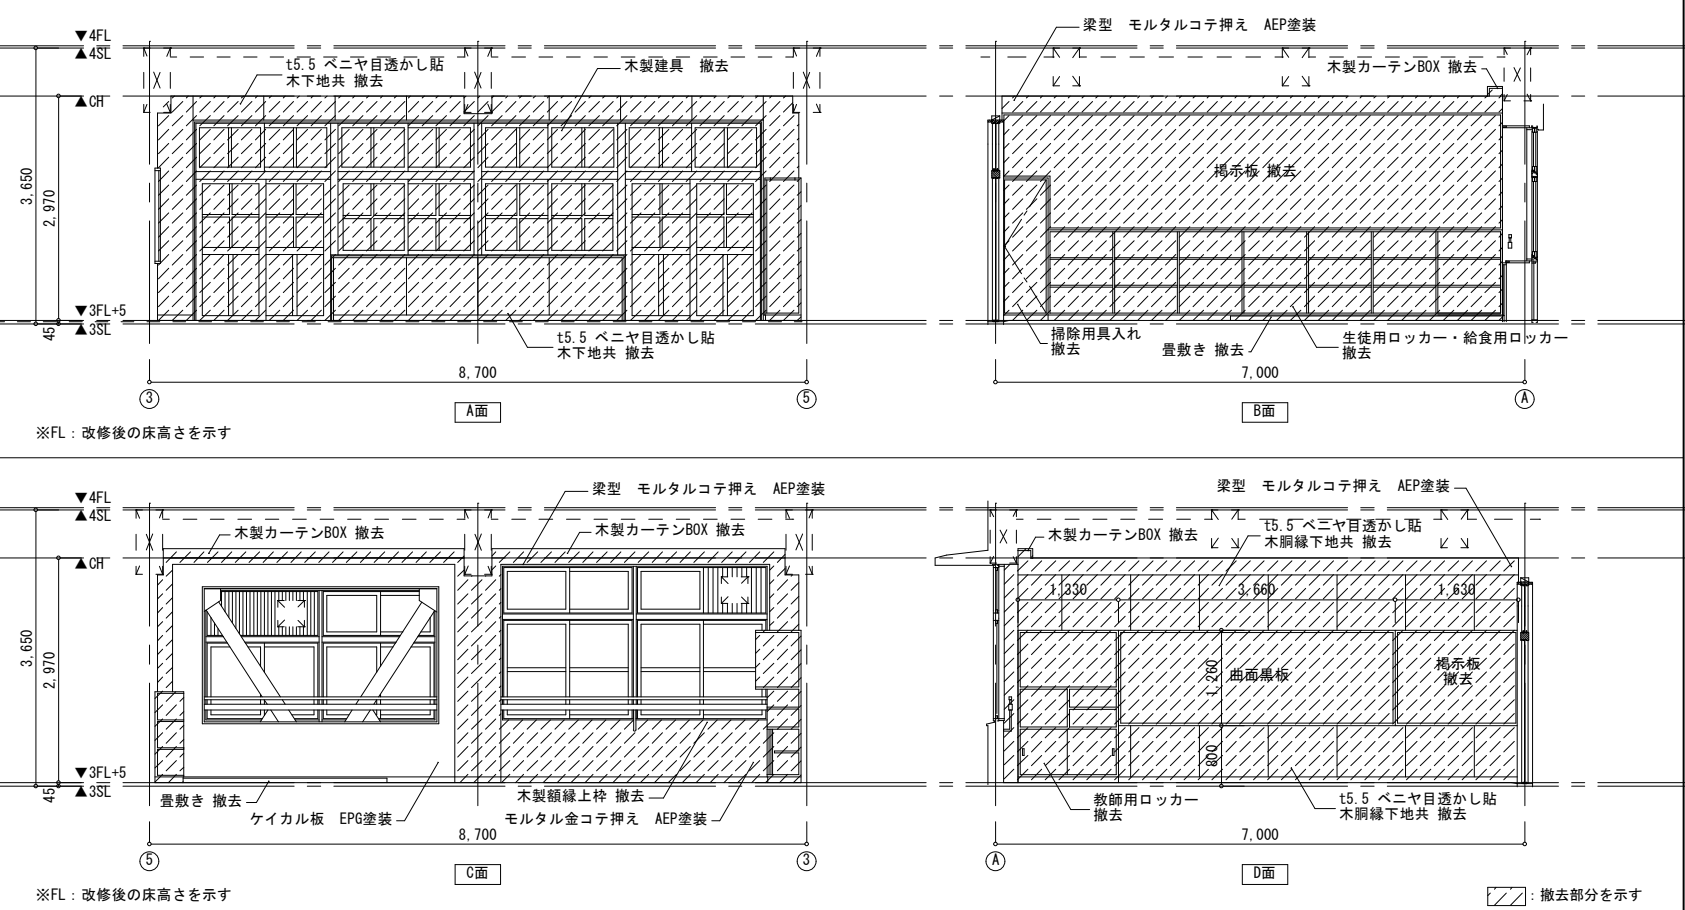 ▼4FL
▲4SL
t5.5 ベニヤ目透かし貼
木下地共 撤去
木製建具 撤去
▲CH
3,650
2,970
▼3FL+5
▲3SL
45
t5.5 ベニヤ目透かし貼
木下地共 撤去
8,700
3
5
A面
※FL：改修後の床高さを示す
梁型 モルタルコテ押え AEP塗装
木製カーテンBOX 撤去
掲示板 撤去
掃除用具入れ
撤去
畳敷き 撤去
生徒用ロッカー・給食用ロッカー
撤去
7,000
A
B面
▼4FL
▲4SL
梁型 モルタルコテ押え AEP塗装
木製カーテンBOX 撤去
木製カーテンBOX 撤去
▲CH
3,650
2,970
▼3FL+5
▲3SL
45
畳敷き 撤去
ケイカル板 EPG塗装
木製額縁上枠 撤去
モルタル金コテ押え AEP塗装
8,700
5
3
C面
※FL：改修後の床高さを示す
梁型 モルタルコテ押え AEP塗装
木製カーテンBOX 撤去
t5.5 ベニヤ目透かし貼
木胴縁下地共 撤去
1,330
3,660
1,630
1,260
曲面黒板
掲示板
撤去
800
教師用ロッカー
撤去
t5.5 ベニヤ目透かし貼
木胴縁下地共 撤去
7,000
A
D面
：撤去部分を示す